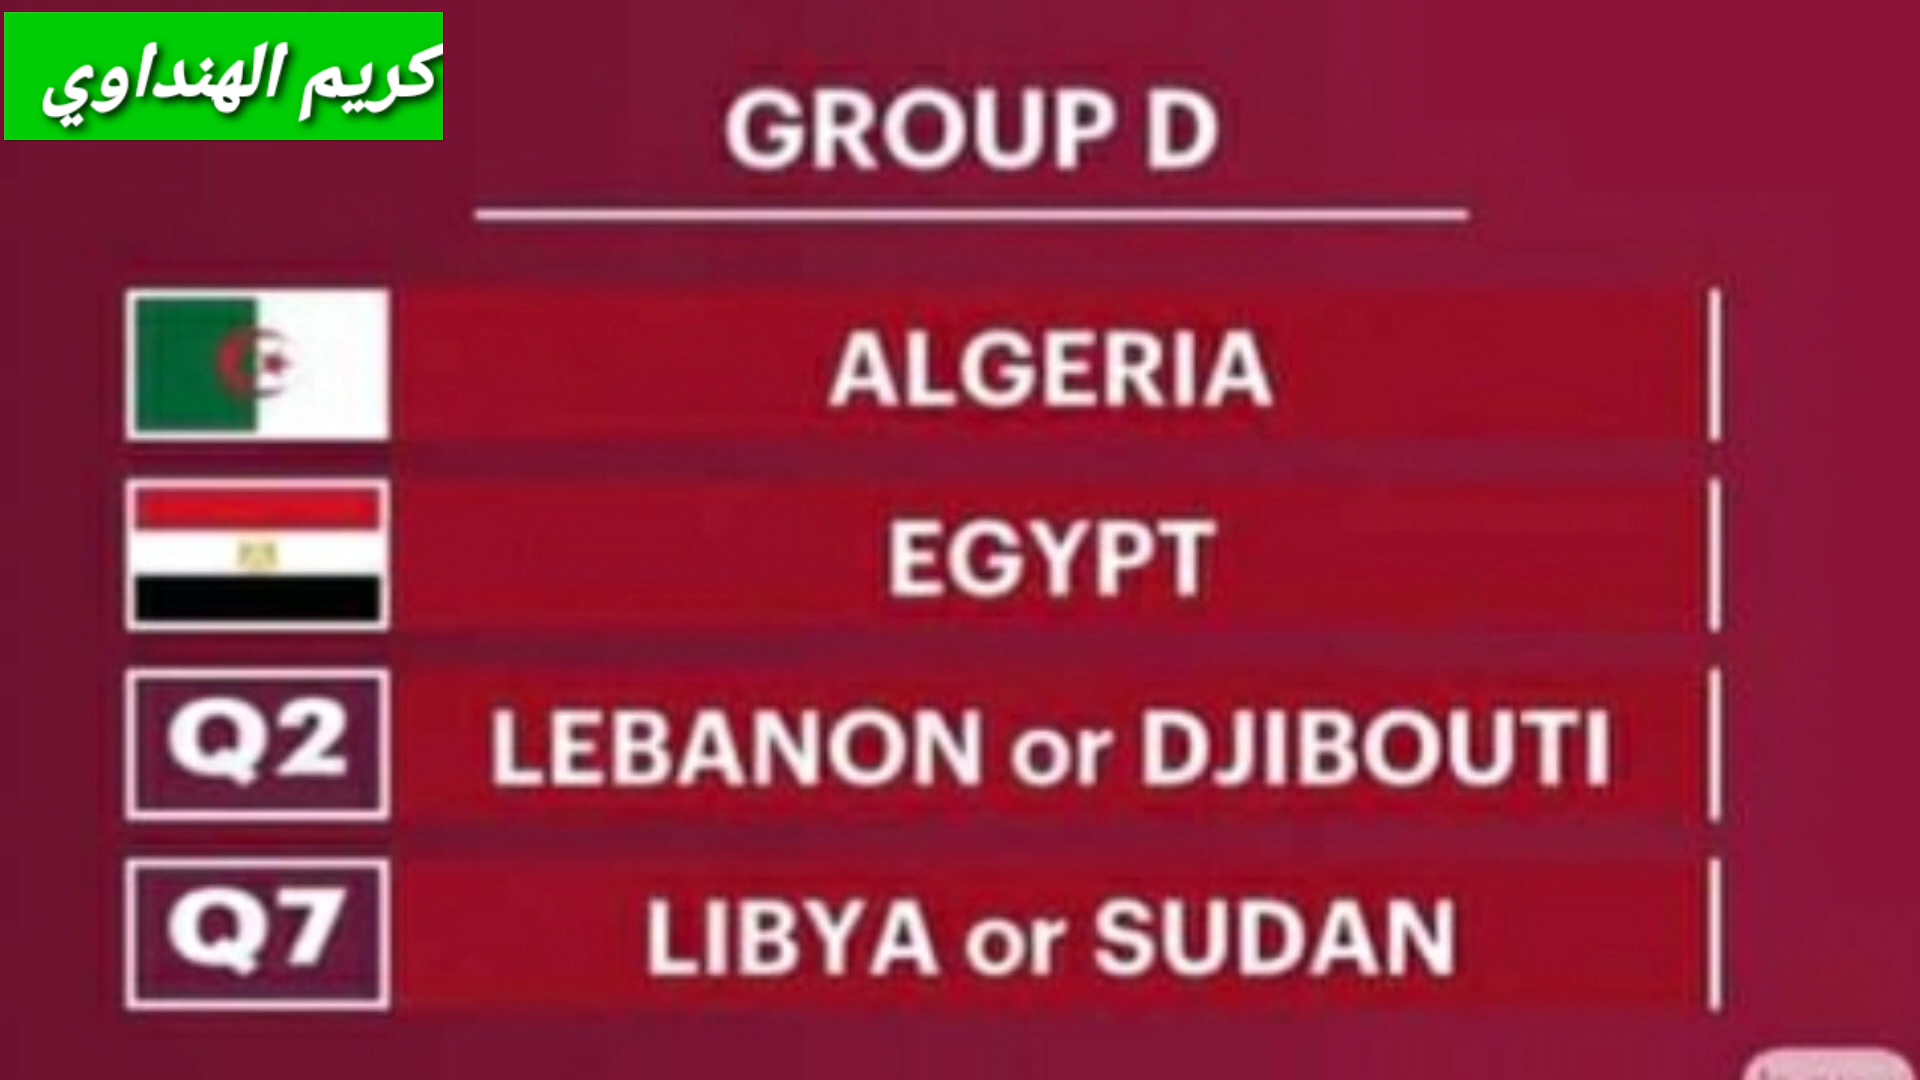 كريم الهنداوي
GROUP D
ALGERIA
EGYPT
Q2 LEBANON or DJIBOUTI
Q7 LIBYA or SUDAN